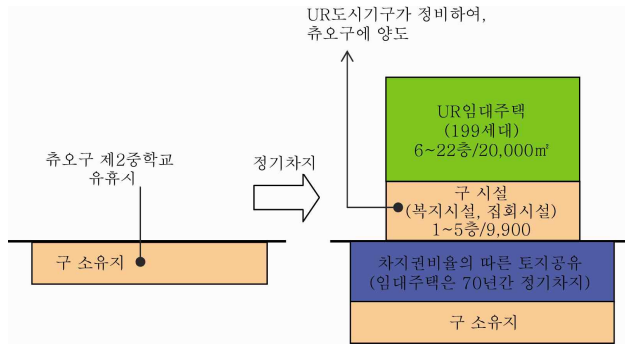 UR도시기구가 정비하여,
츄오구에 양도
츄오구 제2중학교
유휴시
구 소유지
정기차지
UR임대주택
(199세대)
6~22층/20,000㎡
구 시설
(복지시설, 집회시설)
1~5층/9,900
차지권비율의 따른 토지공유
(임대주택은 70년간 정기차지)
구 소유지